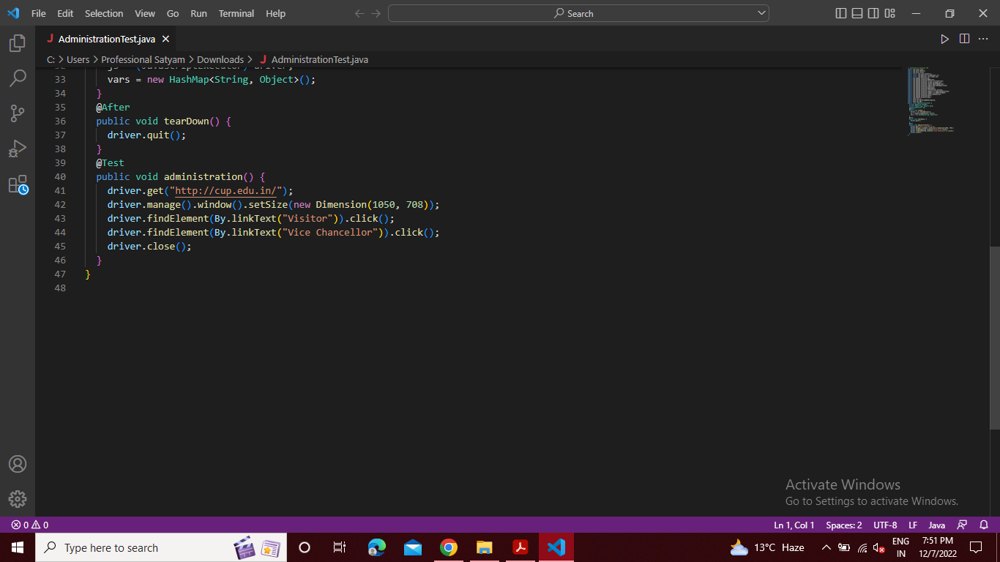 File Edit Selection View Go Run Terminal Help Search
J AdministrationTest.java
C: > Users > Professional Satyam > Downloads > J AdministrationTest.java
33 vars = new HashMap<String, Object>();
34 }
35 @After
36 public void tearDown() {
37 driver.quit();
38 }
39 @Test
40 public void administration() {
41 driver.get("http://cup.edu.in/");
42 driver.manage().window().setSize(new Dimension(1050, 708));
43 driver.findElement(By.linkText("Visitor")).click();
44 driver.findElement(By.linkText("Vice Chancellor")).click();
45 driver.close();
46 }
47 }
48
Activate Windows
Go to Settings to activate Windows.
0 0 Ln 1, Col 1 Spaces: 2 UTF-8 LF Java
Type here to search 13°C Haze ENG 7:51 PM
IN 12/7/2022